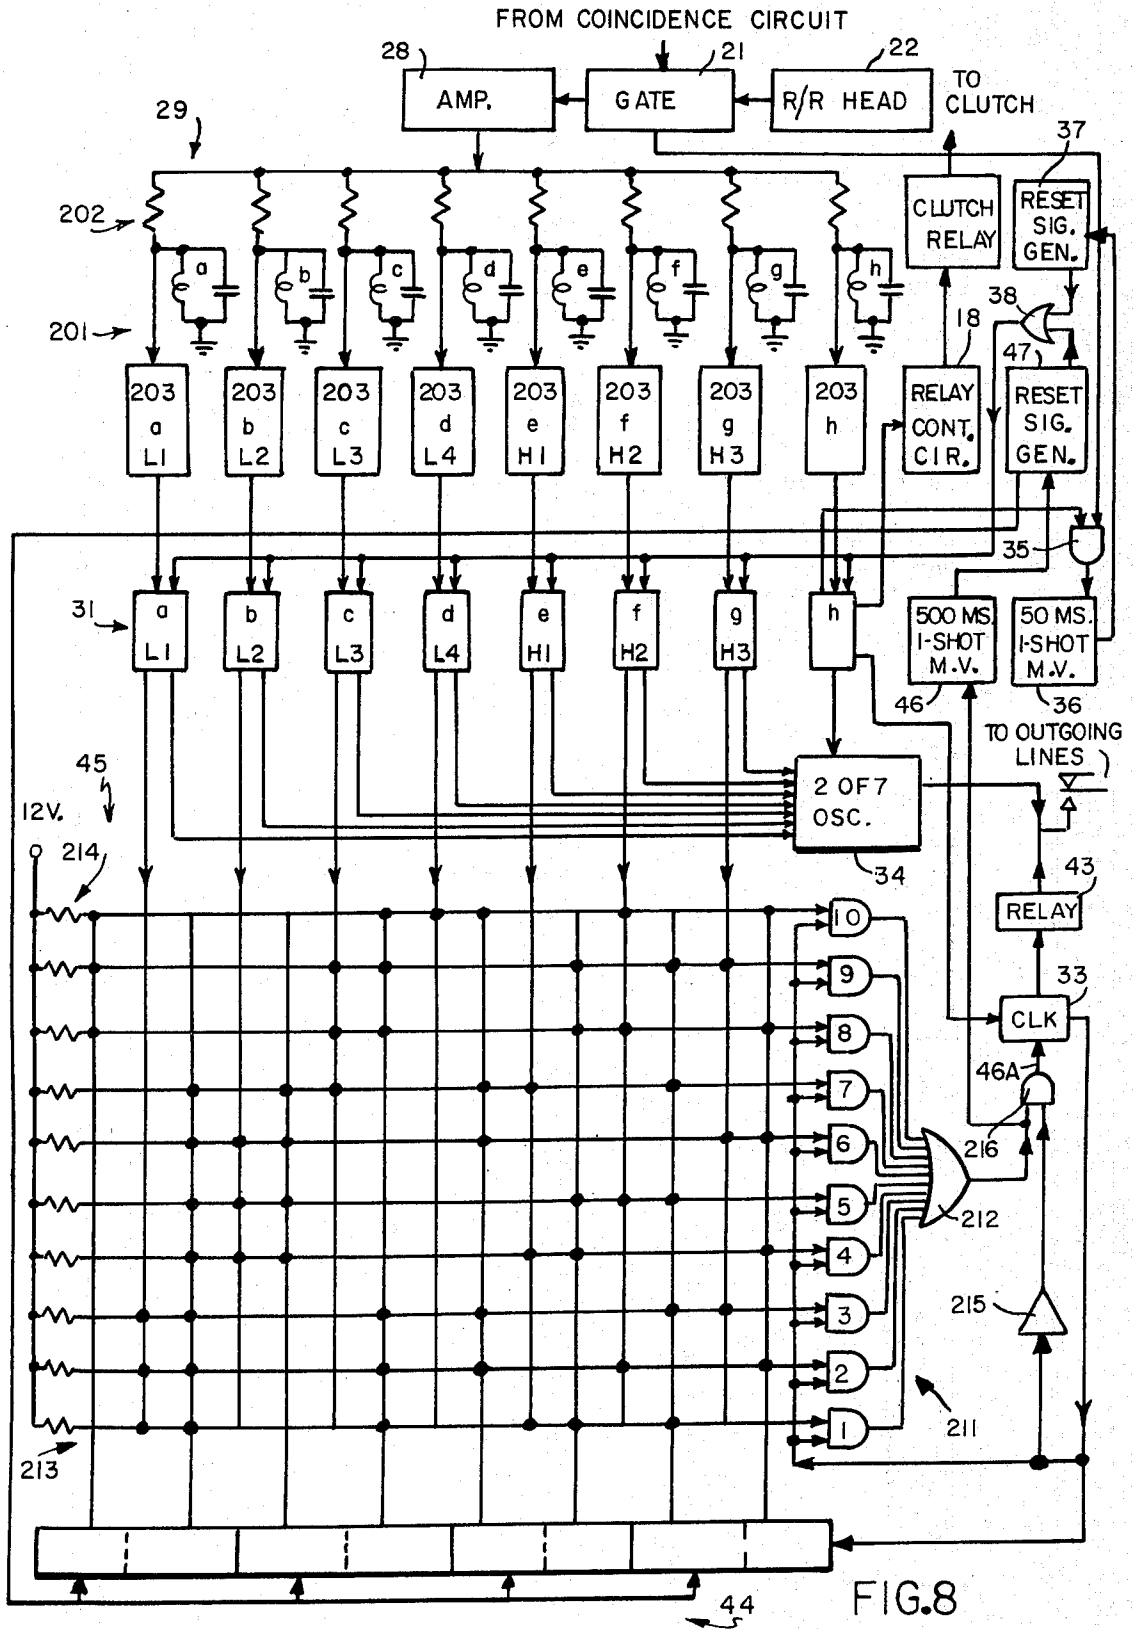 FROM COINCIDENCE CIRCUIT
28
21
22
AMP.
GATE
R/R HEAD
TO
CLUTCH
29
37
202
CLUTCH
RELAY
RESET
SIG.
GEN.
a
b
c
d
e
f
g
h
201
38
18
47
203
a
L1
203
b
L2
203
c
L3
203
d
L4
203
e
H1
203
f
H2
203
g
H3
203
h
RELAY
CONT.
CIR.
RESET
SIG.
GEN.
35
31
a
L1
b
L2
c
L3
d
L4
e
H1
f
H2
g
H3
h
500 MS.
1-SHOT
M.V.
50 MS.
1-SHOT
M.V.
46
36
TO OUTGOING
LINES
45
12V.
2 OF 7
OSC.
34
214
43
RELAY
10
9
33
CLK
8
46A
7
6
216
5
212
4
215
3
2
1
211
213
44
FIG.8